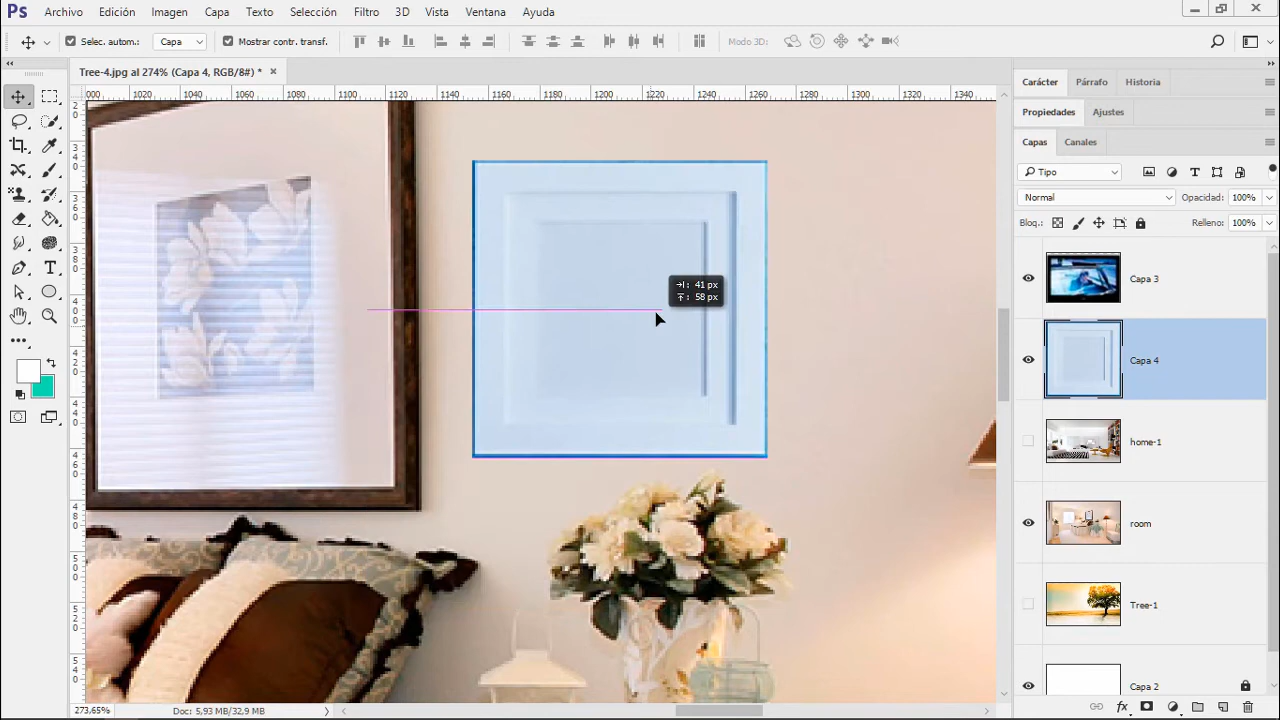 Ps Archivo Edición Imagen Capa Texto Selección Filtro 3D Vista Ventana Ayuda
Selec. autom.: Capa Mostrar contr. transf. Modo 3D:
Tree-4.jpg al 274% (Capa 4, RGB/8#) * ×
000 1020 1040 1060 1080 1100 1120 1140 1160 1180 1200 1220 1240 1260 1280 1300 1320 1340
Carácter Párrafo Historia
Propiedades Ajustes
Capas Canales
Tipo
Normal Opacidad: 100%
Bloq.: Relleno: 100%
41 px
58 px
Capa 3
Capa 4
home-1
room
Tree-1
Capa 2
273,65% Doc: 5,93 MB/32,9 MB